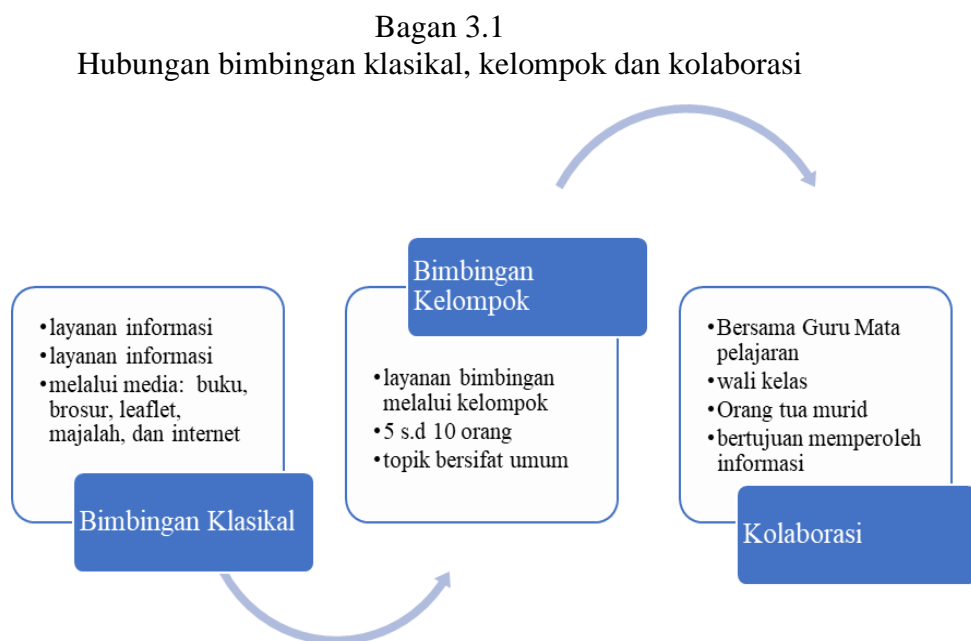 Bagan 3.1
Hubungan bimbingan klasikal, kelompok dan kolaborasi
•layanan informasi
•layanan informasi
•melalui media: buku,
brosur, leaflet,
majalah, dan internet
Bimbingan Klasikal
Bimbingan
Kelompok
•layanan bimbingan
melalui kelompok
•5 s.d 10 orang
•topik bersifat umum
•Bersama Guru Mata
pelajaran
•wali kelas
•Orang tua murid
•bertujuan memperoleh
informasi
Kolaborasi